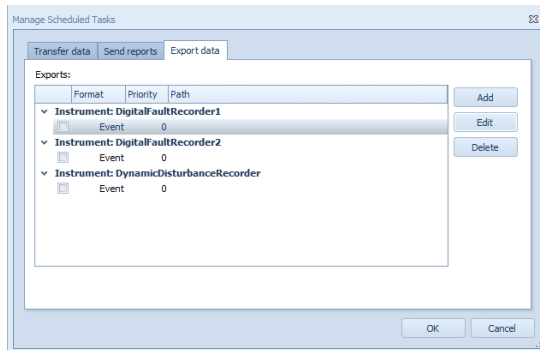 Manage Scheduled Tasks
Transfer data Send reports Export data
Exports:
Format Priority Path
Instrument: DigitalFaultRecorder1
Event 0
Instrument: DigitalFaultRecorder2
Event 0
Instrument: DynamicDisturbanceRecorder
Event 0
Add
Edit
Delete
OK Cancel